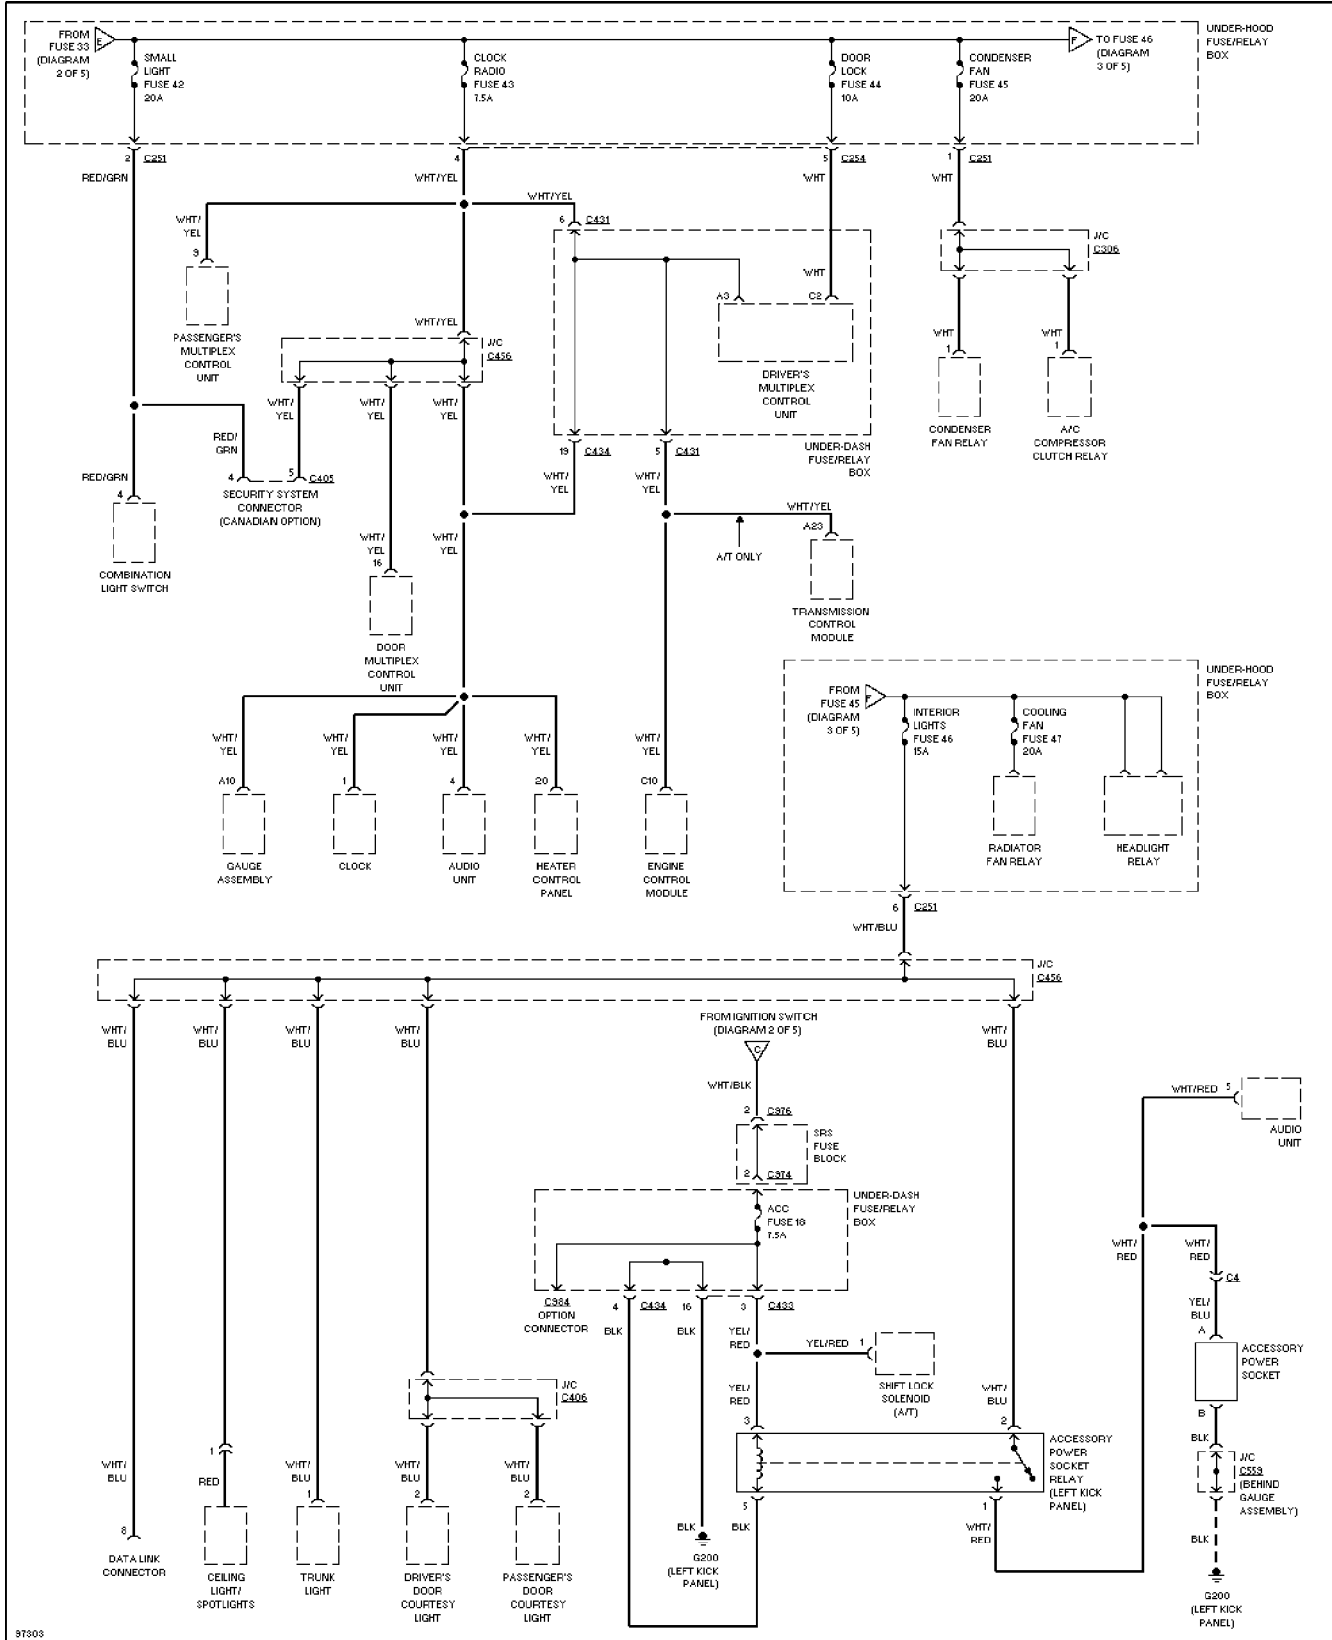 FROM
FUSE 33
(DIAGRAM
2 OF 5)
E
SMALL
LIGHT
FUSE 42
20A
CLOCK
RADIO
FUSE 43
7.5A
DOOR
LOCK
FUSE 44
10A
CONDENSER
FAN
FUSE 45
20A
F
TO FUSE 46
(DIAGRAM
3 OF 5)
UNDER-HOOD
FUSE/RELAY
BOX
2 C251
4
5 C254
1 C251
RED/GRN
WHT/YEL
WHT
WHT
WHT/YEL
WHT/
YEL
9
6 C431
J/C
C306
WHT
A3
C2
PASSENGER'S
MULTIPLEX
CONTROL
UNIT
WHT/YEL
J/C
C456
WHT
1
WHT
1
DRIVER'S
MULTIPLEX
CONTROL
UNIT
WHT/
YEL
WHT/
YEL
WHT/
YEL
CONDENSER
FAN RELAY
A/C
COMPRESSOR
CLUTCH RELAY
RED/
GRN
19 C434
5 C431
UNDER-DASH
FUSE/RELAY
BOX
RED/GRN
4
4
5 C405
SECURITY SYSTEM
CONNECTOR
(CANADIAN OPTION)
WHT/
YEL
WHT/
YEL
WHT/YEL
A23
A/T ONLY
WHT/
YEL
16
WHT/
YEL
COMBINATION
LIGHT SWITCH
TRANSMISSION
CONTROL
MODULE
DOOR
MULTIPLEX
CONTROL
UNIT
FROM
FUSE 45
(DIAGRAM
3 OF 5)
F
INTERIOR
LIGHTS
FUSE 46
15A
COOLING
FAN
FUSE 47
20A
UNDER-HOOD
FUSE/RELAY
BOX
WHT/
YEL
WHT/
YEL
WHT/
YEL
WHT/
YEL
WHT/
YEL
A10
1
4
20
C10
GAUGE
ASSEMBLY
CLOCK
AUDIO
UNIT
HEATER
CONTROL
PANEL
ENGINE
CONTROL
MODULE
RADIATOR
FAN RELAY
HEADLIGHT
RELAY
6 C251
WHT/BLU
J/C
C456
WHT/
BLU
WHT/
BLU
WHT/
BLU
WHT/
BLU
FROM IGNITION SWITCH
(DIAGRAM 2 OF 5)
C
WHT/
BLU
WHT/BLK
2 C976
SRS
FUSE
BLOCK
2 C974
WHT/RED 5
AUDIO
UNIT
ACC
FUSE 18
7.5A
UNDER-DASH
FUSE/RELAY
BOX
WHT/
RED
WHT/
RED
C4
C984
OPTION
CONNECTOR
4 C434
16
3 C433
BLK
BLK
YEL/
RED
YEL/RED 1
SHIFT LOCK
SOLENOID
(A/T)
YEL/
BLU
A
ACCESSORY
POWER
SOCKET
B
BLK
J/C
C406
YEL/
RED
3
WHT/
BLU
2
ACCESSORY
POWER
SOCKET
RELAY
(LEFT KICK
PANEL)
J/C
C559
(BEHIND
GAUGE
ASSEMBLY)
WHT/
BLU
1
RED
WHT/
BLU
1
WHT/
BLU
2
WHT/
BLU
2
5
BLK
1
WHT/
RED
BLK
G200
(LEFT KICK
PANEL)
BLK
G200
(LEFT KICK
PANEL)
8
DATA LINK
CONNECTOR
CEILING
LIGHT/
SPOTLIGHTS
TRUNK
LIGHT
DRIVER'S
DOOR
COURTESY
LIGHT
PASSENGER'S
DOOR
COURTESY
LIGHT
97303